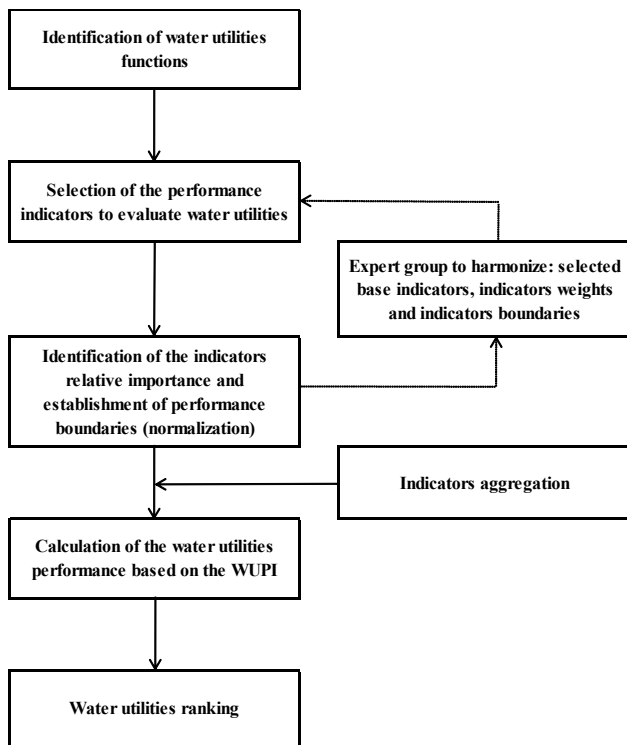 Identification of water utilities
functions
Selection of the performance
indicators to evaluate water utilities
Expert group to harmonize: selected
base indicators, indicators weights
and indicators boundaries
Identification of the indicators
relative importance and
establishment of performance
boundaries (normalization)
Indicators aggregation
Calculation of the water utilities
performance based on the WUPI
Water utilities ranking